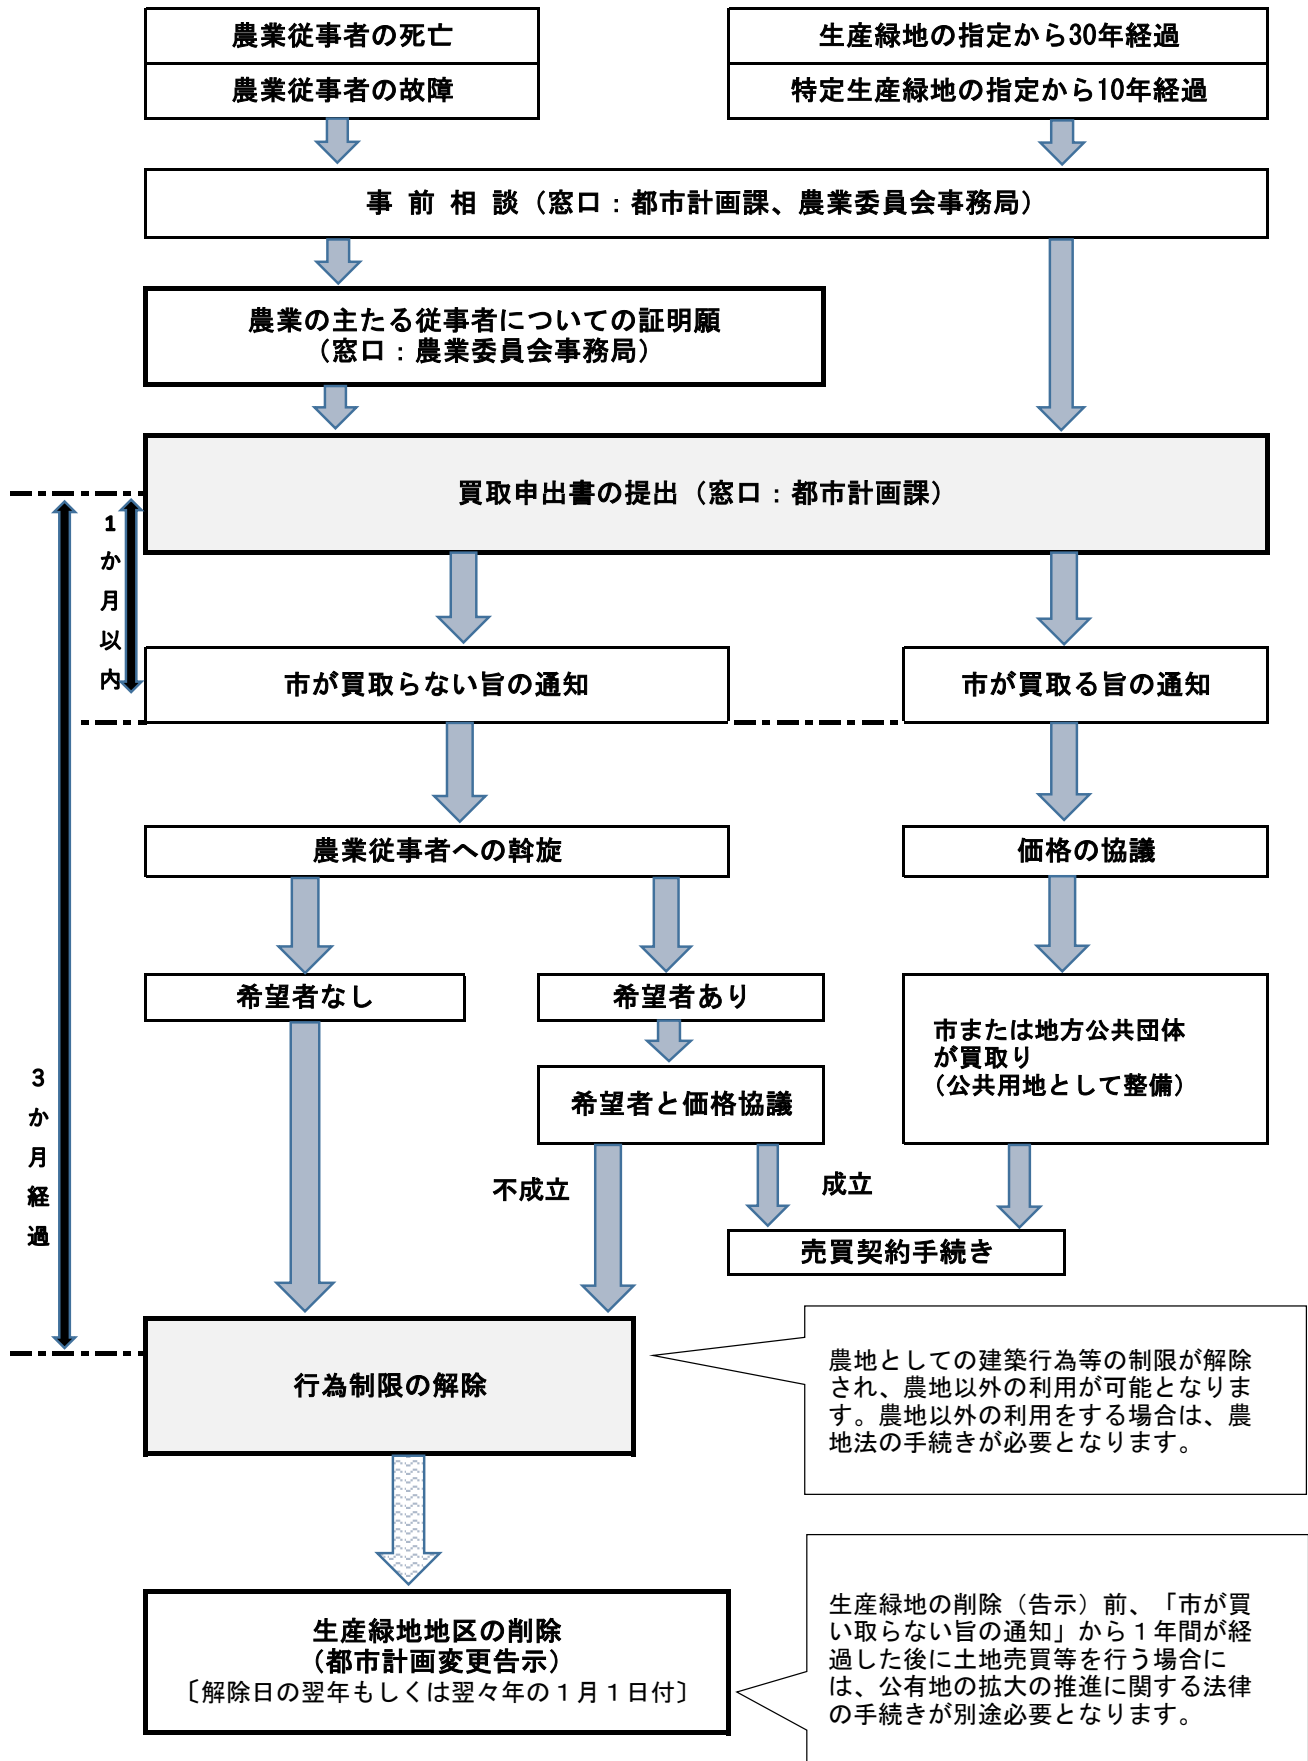 農業従事者の死亡
農業従事者の故障
生産緑地の指定から30年経過
特定生産緑地の指定から10年経過
事 前 相 談（窓口：都市計画課、農業委員会事務局）
農業の主たる従事者についての証明願
（窓口：農業委員会事務局）
買取申出書の提出（窓口：都市計画課）
1か月以内
市が買取らない旨の通知
市が買取る旨の通知
農業従事者への斡旋
価格の協議
希望者なし
希望者あり
市または地方公共団体
が買取り
（公共用地として整備）
希望者と価格協議
3か月経過
不成立
成立
売買契約手続き
行為制限の解除
農地としての建築行為等の制限が解除
され、農地以外の利用が可能となりま
す。農地以外の利用をする場合は、農
地法の手続きが必要となります。
生産緑地地区の削除
（都市計画変更告示）
〔解除日の翌年もしくは翌々年の１月１日付〕
生産緑地の削除（告示）前、「市が買
い取らない旨の通知」から１年間が経
過した後に土地売買等を行う場合に
は、公有地の拡大の推進に関する法律
の手続きが別途必要となります。